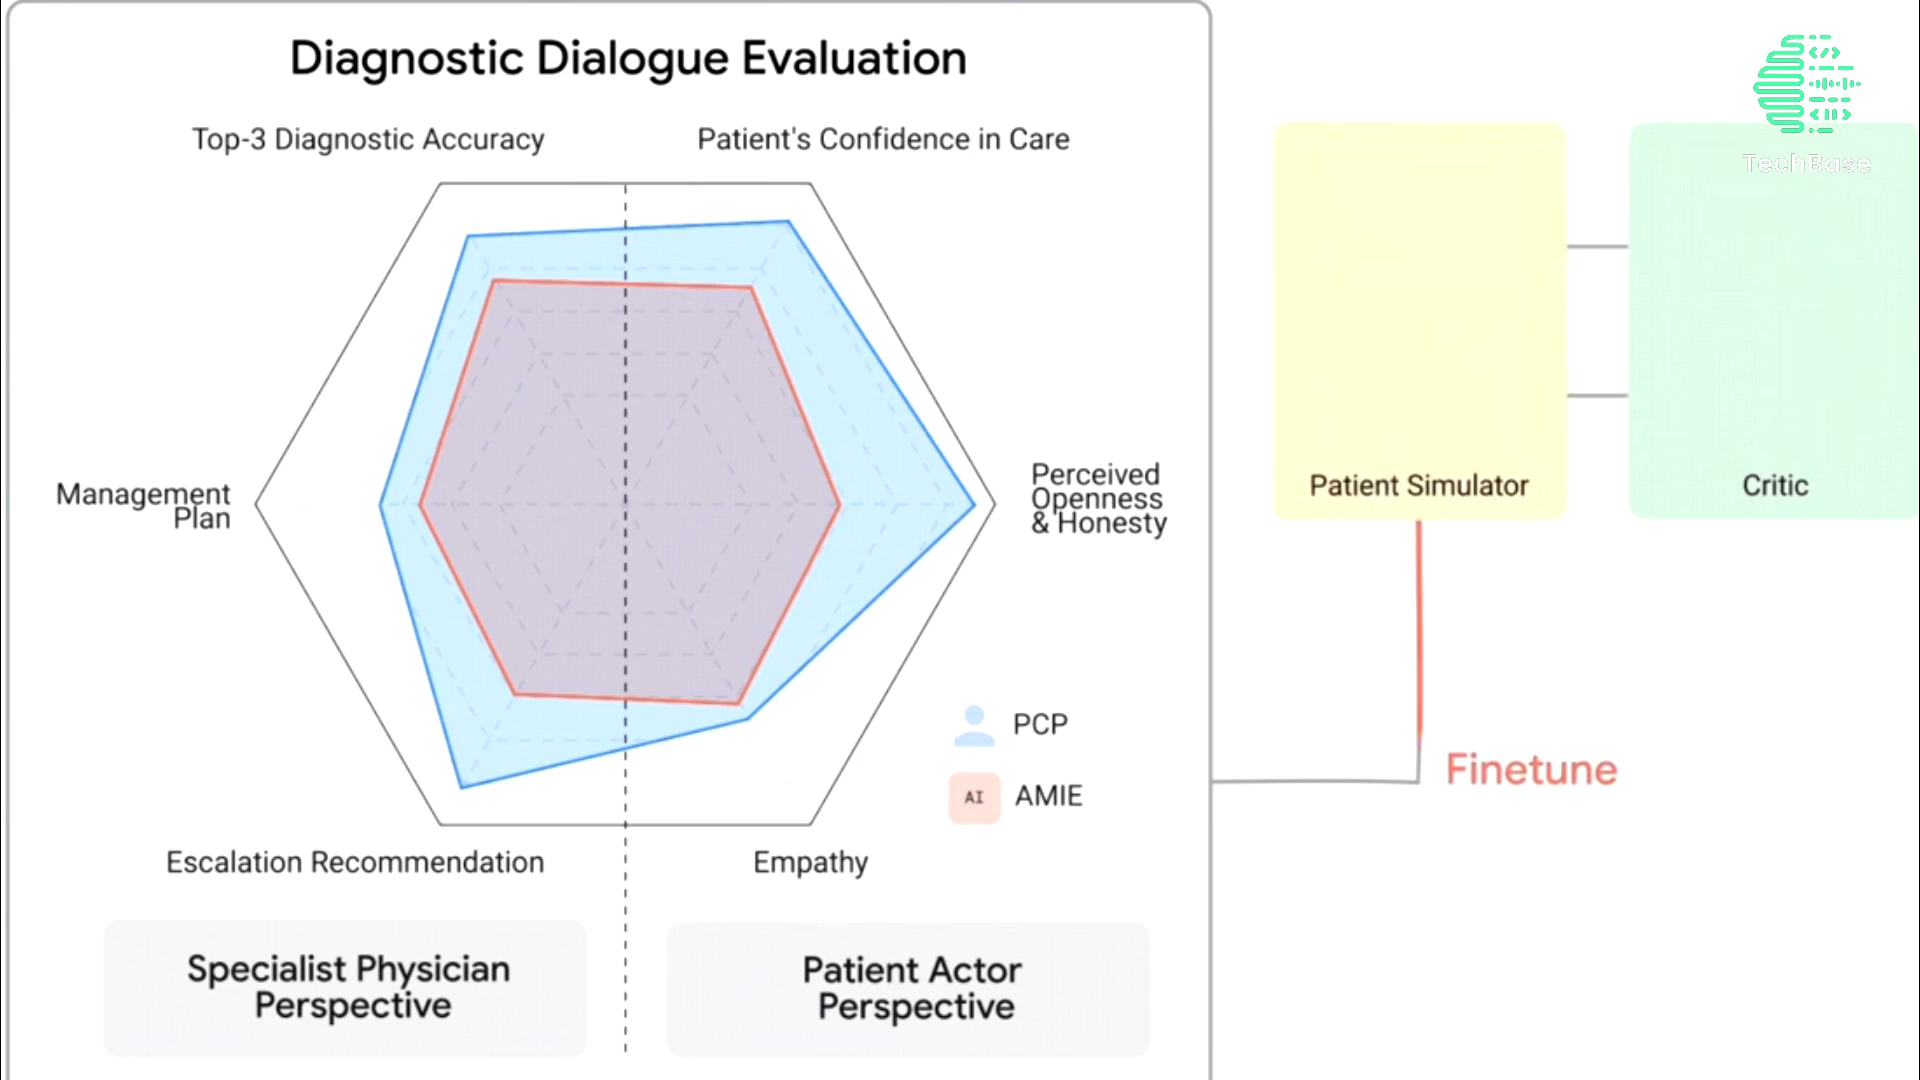 Diagnostic Dialogue Evaluation
Top-3 Diagnostic Accuracy
Patient's Confidence in Care
Management
Plan
Perceived
Openness
& Honesty
PCP
AI
AMIE
Escalation Recommendation
Empathy
Specialist Physician
Perspective
Patient Actor
Perspective
TechBase
Patient Simulator
Critic
Finetune